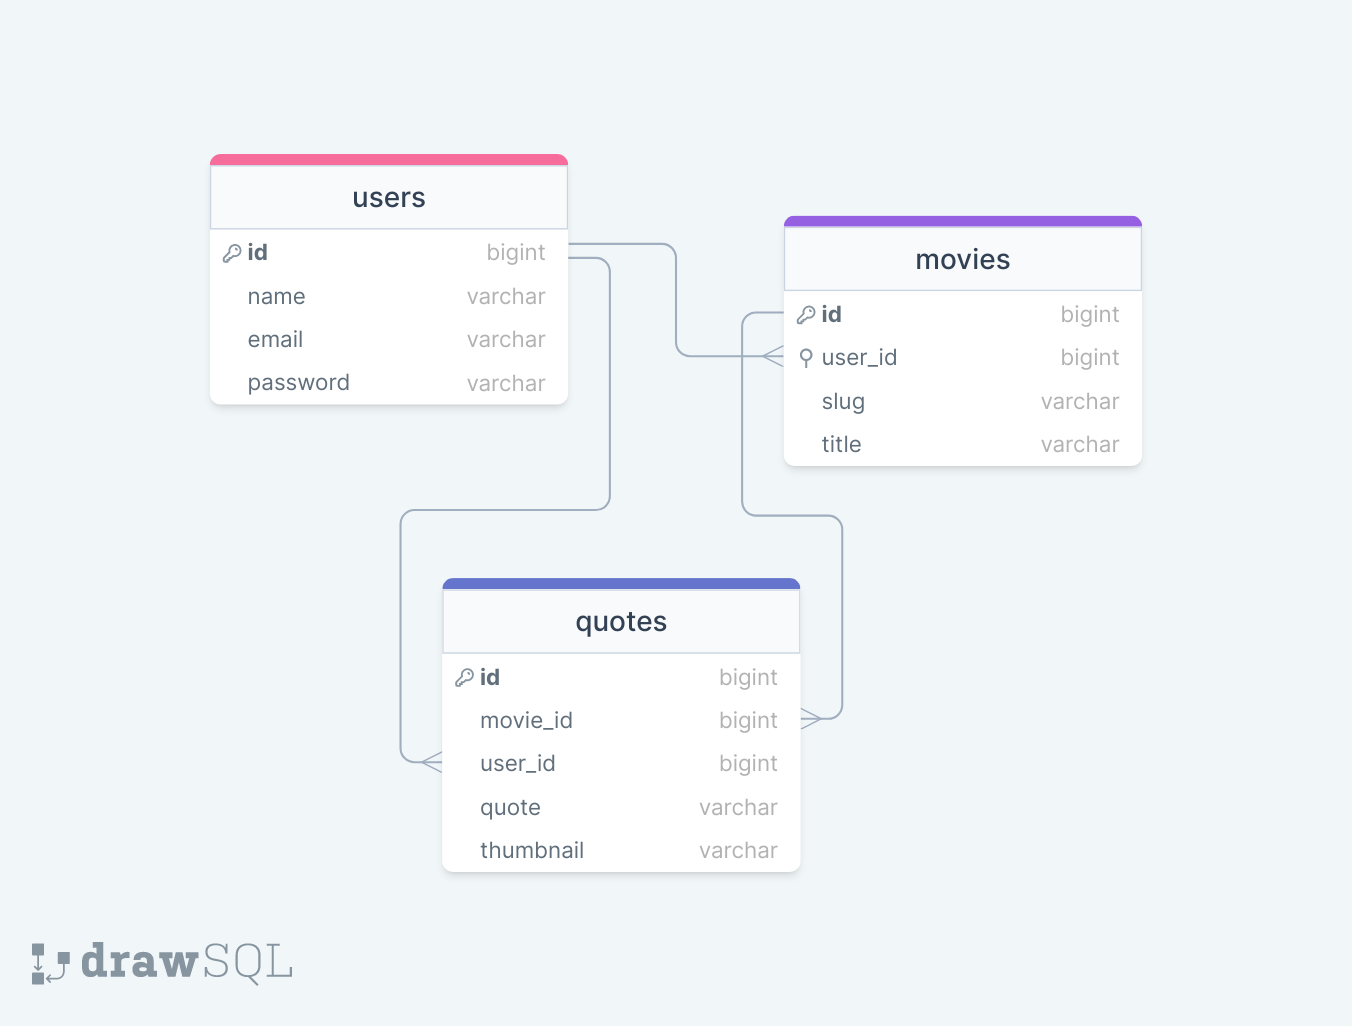 users
id bigint
name varchar
email varchar
password varchar
movies
id bigint
user_id bigint
slug varchar
title varchar
quotes
id bigint
movie_id bigint
user_id bigint
quote varchar
thumbnail varchar
drawSQL